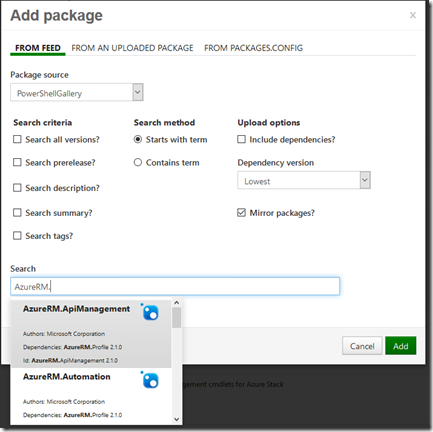 Add package
x
FROM FEED FROM AN UPLOADED PACKAGE FROM PACKAGES.CONFIG
Package source
PowerShellGallery
Search criteria
Search method
Upload options
Search all versions?
Starts with term
Include dependencies?
Search prerelease?
Contains term
Dependency version
Search description?
Lowest
Search summary?
Mirror packages?
Search tags?
Search
AzureRM.
AzureRM.ApiManagement
Authors: Microsoft Corporation
Dependencies: AzureRM.Profile 2.1.0
Id: AzureRM.ApiManagement 2.1.0
AzureRM.Automation
Authors: Microsoft Corporation
Dependencies: AzureRM.Profile 2.1.0
Cancel
Add
cmdlets for Azure Stack